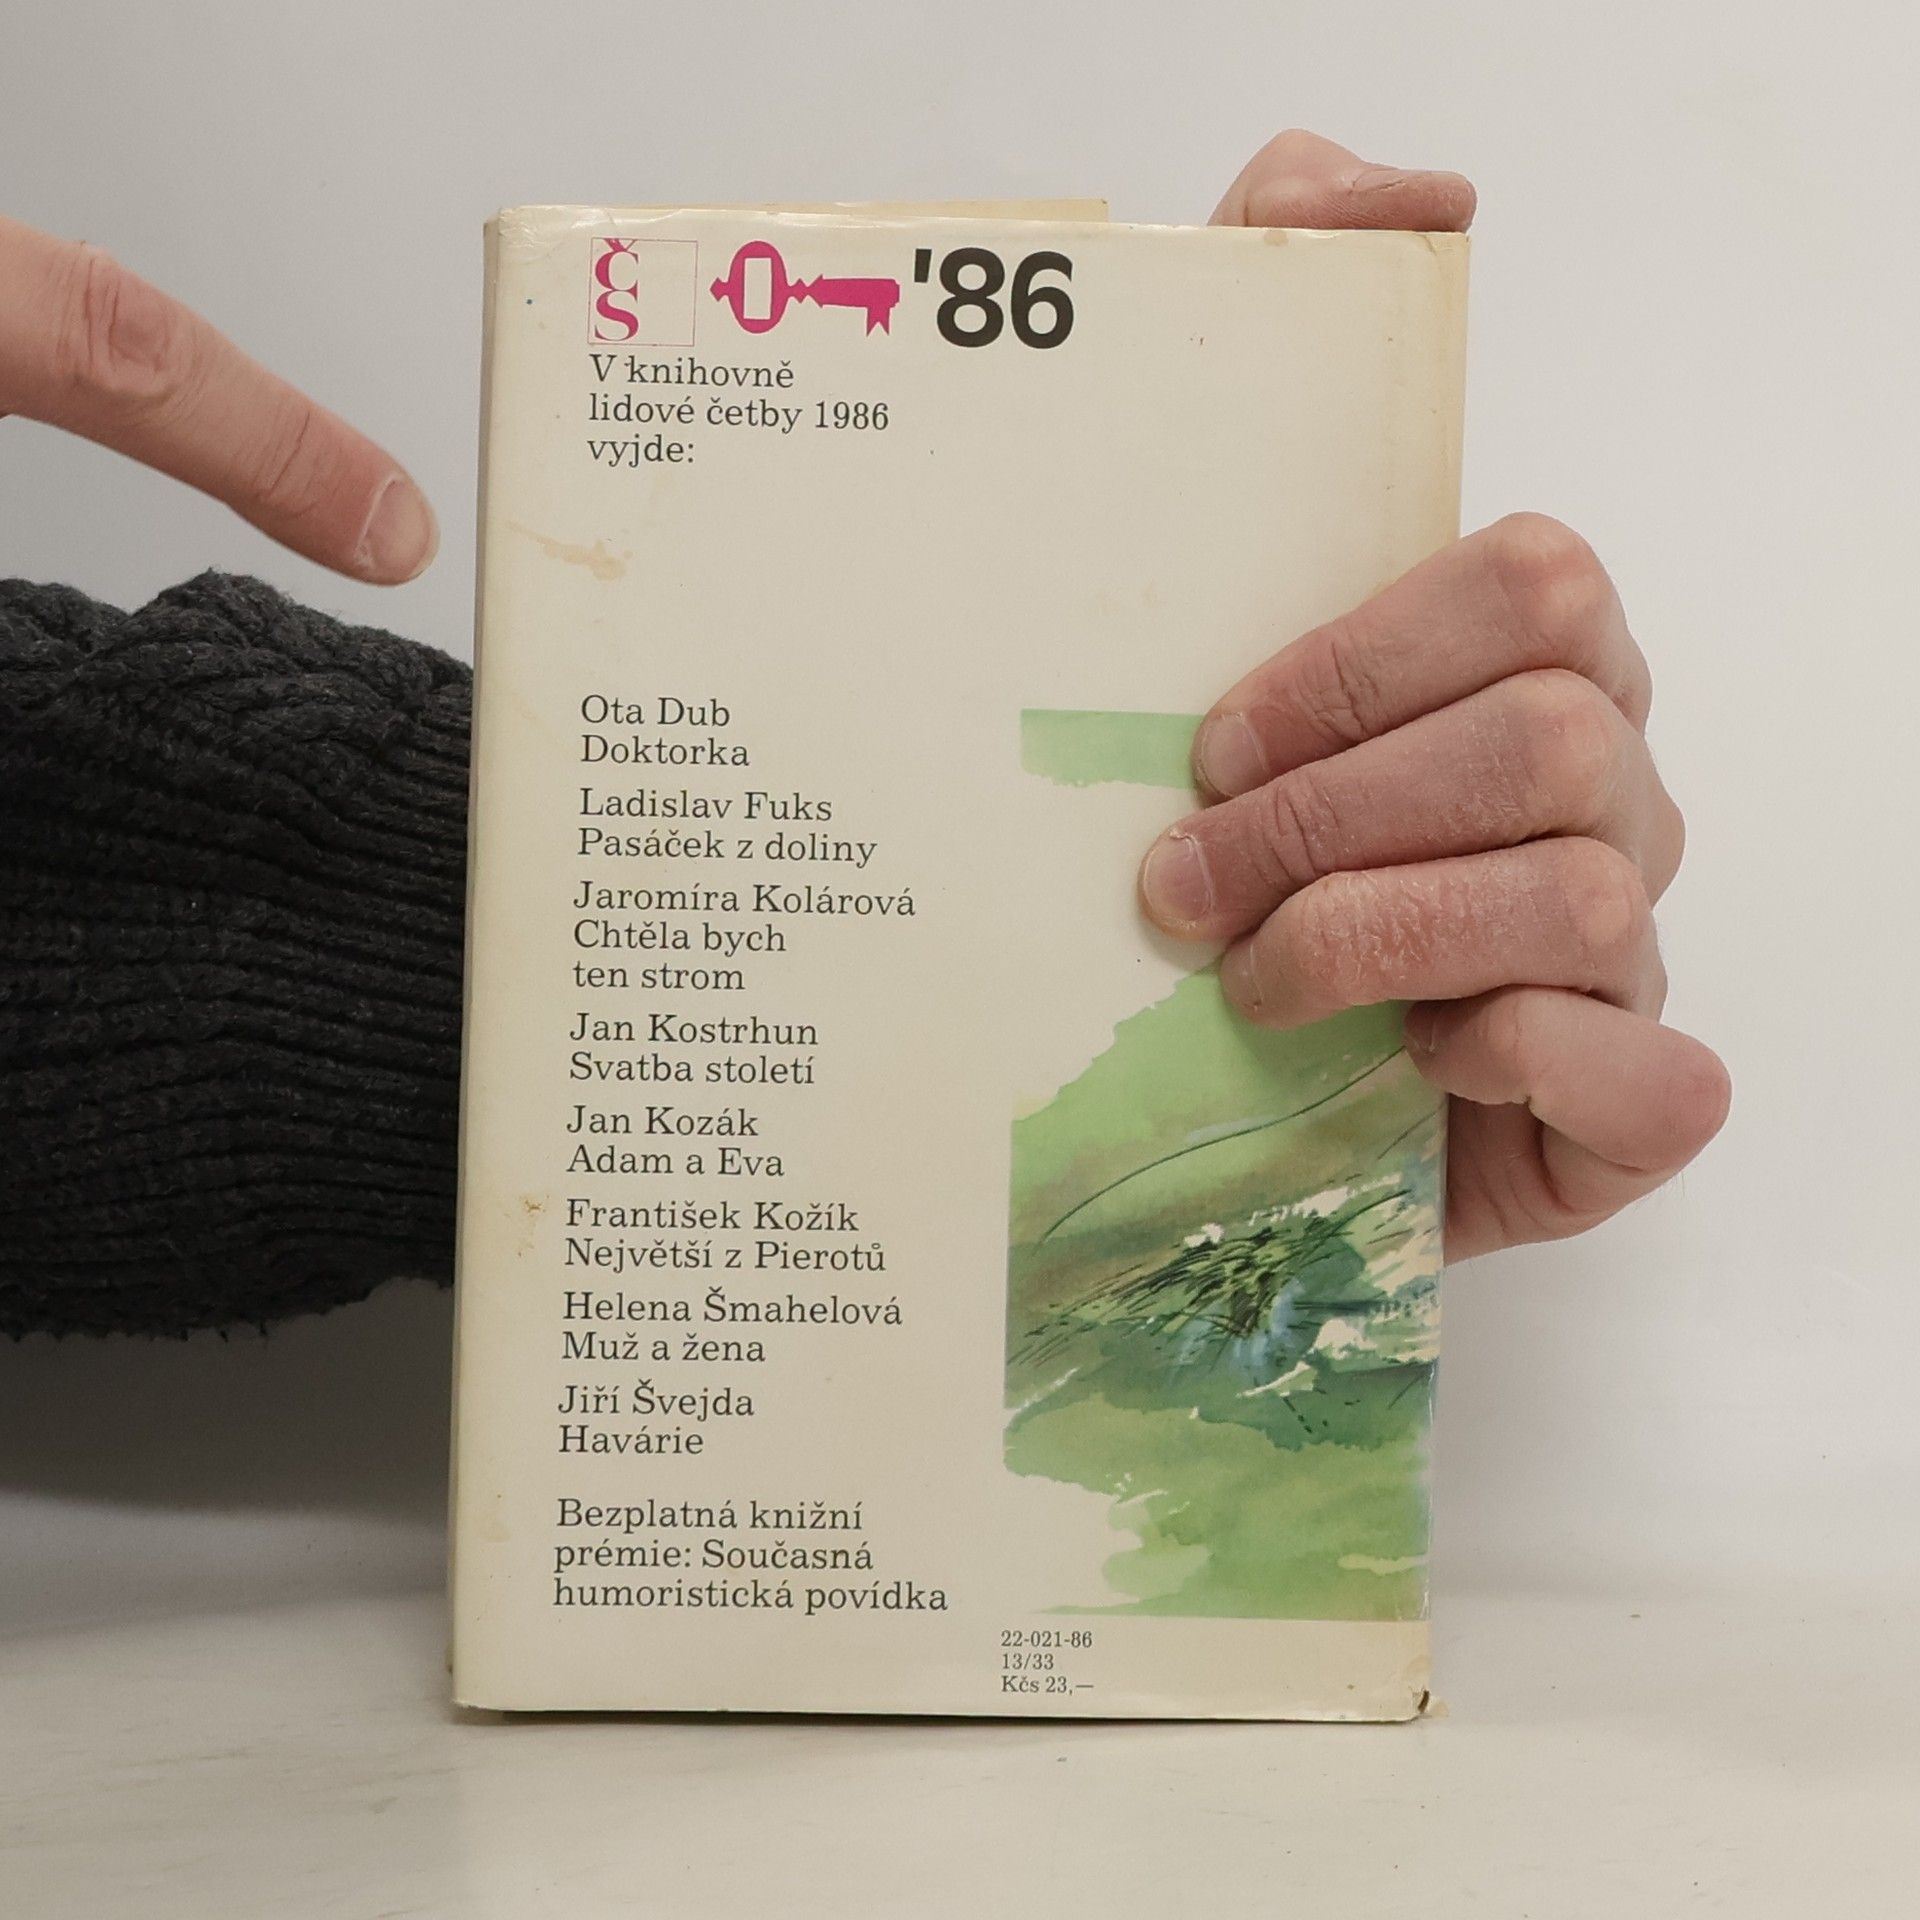 ČS '86
V knihovně
lidové četby 1986
vyjde:
Ota Dub
Doktorka
Ladislav Fuks
Pasáček z doliny
Jaromíra Kolárová
Chtěla bych
ten strom
Jan Kostrhun
Svatba století
Jan Kozák
Adam a Eva
František Kožík
Největší z Pierotů
Helena Šmahelová
Muž a žena
Jiří Švejda
Havárie
Bezplatná knižní
prémie: Současná
humoristická povídka
22-021-86
13/33
Kčs 23,—